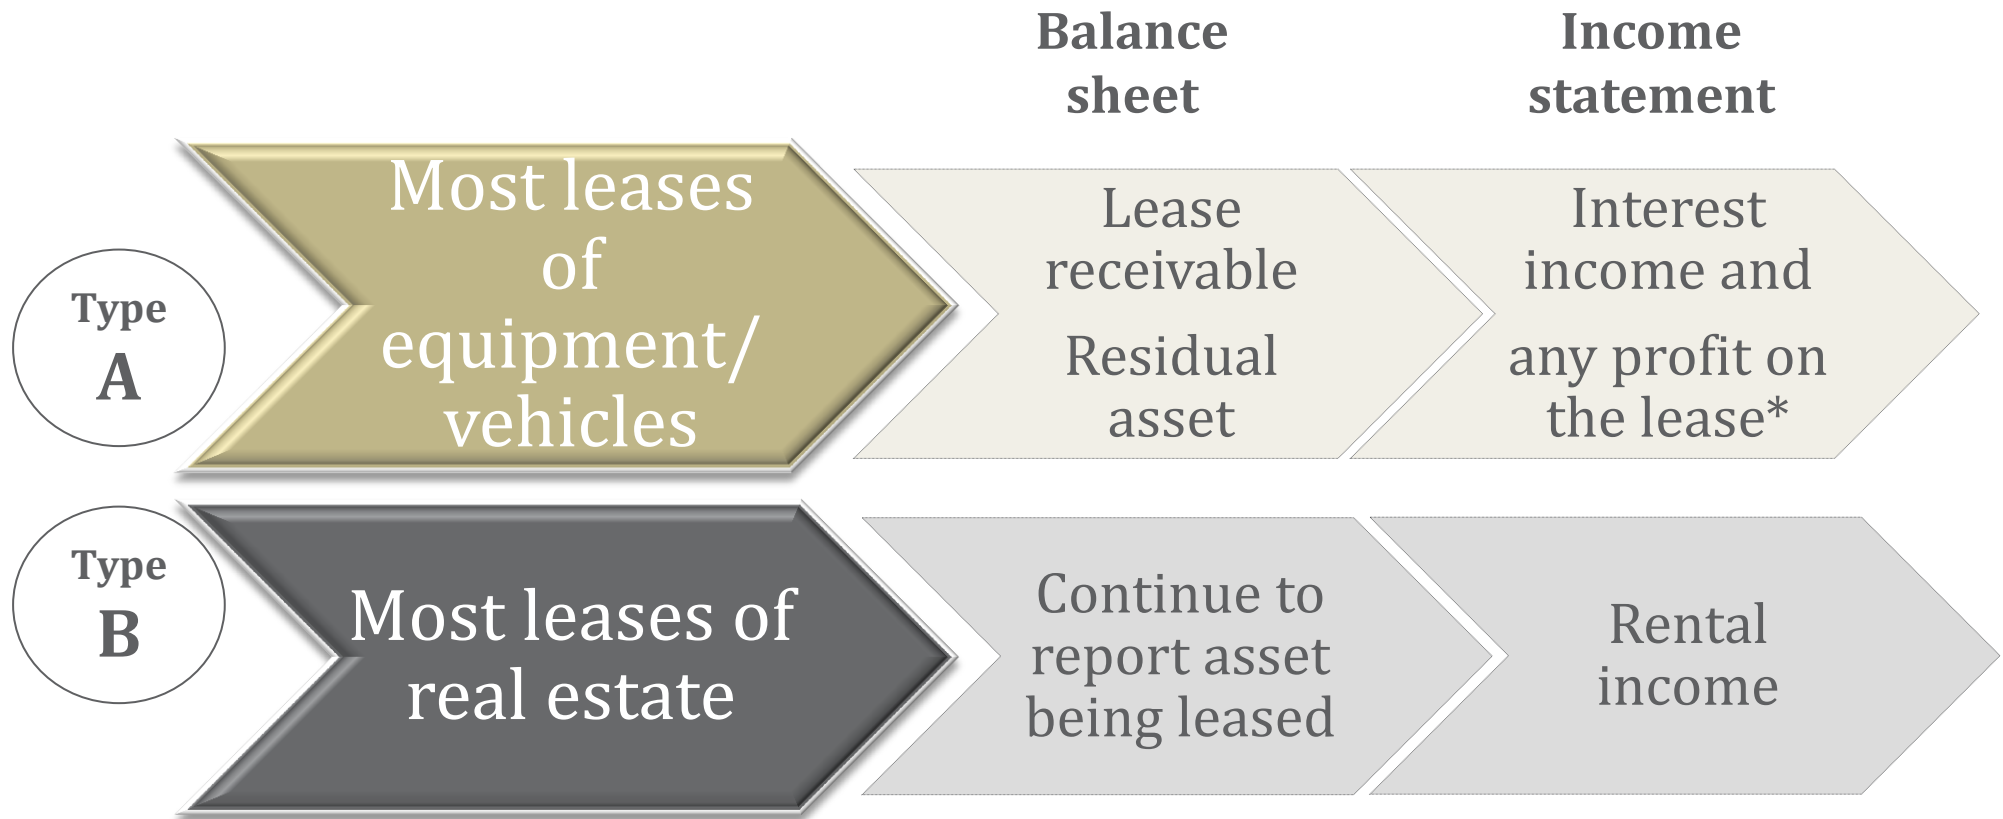 Balance
sheet
Income
statement
Type
A
Most leases
of
equipment/
vehicles
Lease
receivable
Residual
asset
Interest
income and
any profit on
the lease*
Type
B
Most leases of
real estate
Continue to
report asset
being leased
Rental
income